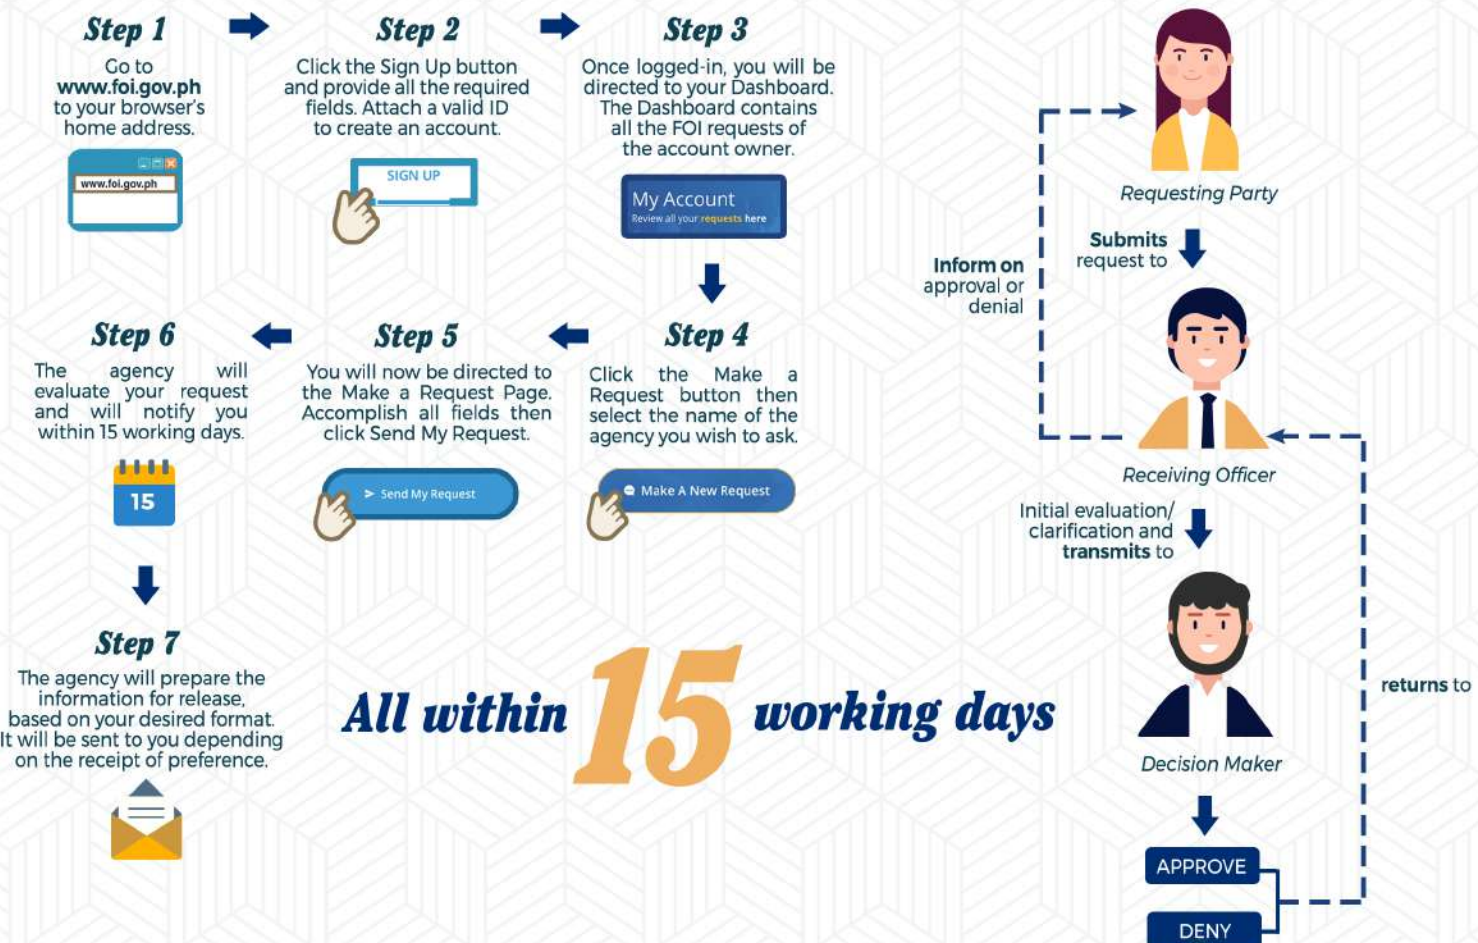 Step 1
Go to
www.foi.gov.ph
to your browser's
home address.
www.foi.gov.ph
Step 2
Click the Sign Up button
and provide all the required
fields. Attach a valid ID
to create an account.
SIGN UP
Step 3
Once logged-in, you will be
directed to your Dashboard.
The Dashboard contains
all the FOI requests of
the account owner.
My Account
Review all your requests here
Step 4
Click the Make a
Request button then
select the name of the
agency you wish to ask.
Make A New Request
Step 5
You will now be directed to
the Make a Request Page.
Accomplish all fields then
click Send My Request.
Send My Request
Step 6
The agency will
evaluate your request
and will notify you
within 15 working days.
15
Step 7
The agency will prepare the
information for release,
based on your desired format.
It will be sent to you depending
on the receipt of preference.
All within 15 working days
Requesting Party
Submits
request to
Inform on
approval or
denial
Receiving Officer
Initial evaluation/
clarification and
transmits to
Decision Maker
returns to
APPROVE
DENY